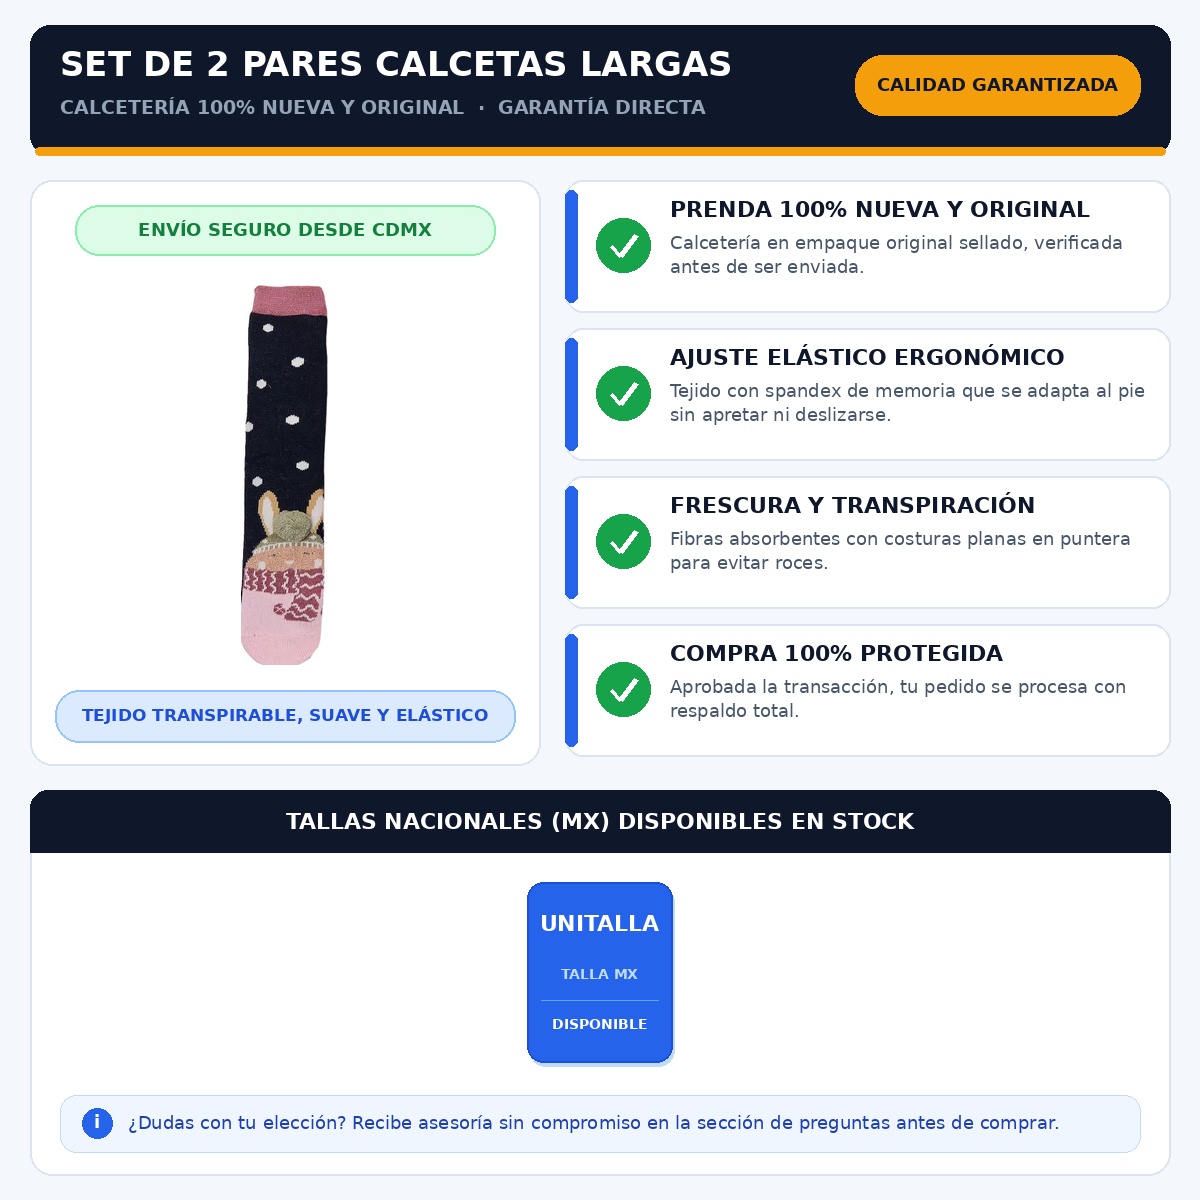 SET DE 2 PARES CALCETAS LARGAS
CALCETERÍA 100% NUEVA Y ORIGINAL · GARANTÍA DIRECTA
CALIDAD GARANTIZADA
ENVÍO SEGURO DESDE CDMX
TEJIDO TRANSPIRABLE, SUAVE Y ELÁSTICO
PRENDA 100% NUEVA Y ORIGINAL
Calcetería en empaque original sellado, verificada
antes de ser enviada.
AJUSTE ELÁSTICO ERGONÓMICO
Tejido con spandex de memoria que se adapta al pie
sin apretar ni deslizarse.
FRESCURA Y TRANSPIRACIÓN
Fibras absorbentes con costuras planas en puntera
para evitar roces.
COMPRA 100% PROTEGIDA
Aprobada la transacción, tu pedido se procesa con
respaldo total.
TALLAS NACIONALES (MX) DISPONIBLES EN STOCK
UNITALLA
TALLA MX
DISPONIBLE
i ¿Dudas con tu elección? Recibe asesoría sin compromiso en la sección de preguntas antes de comprar.